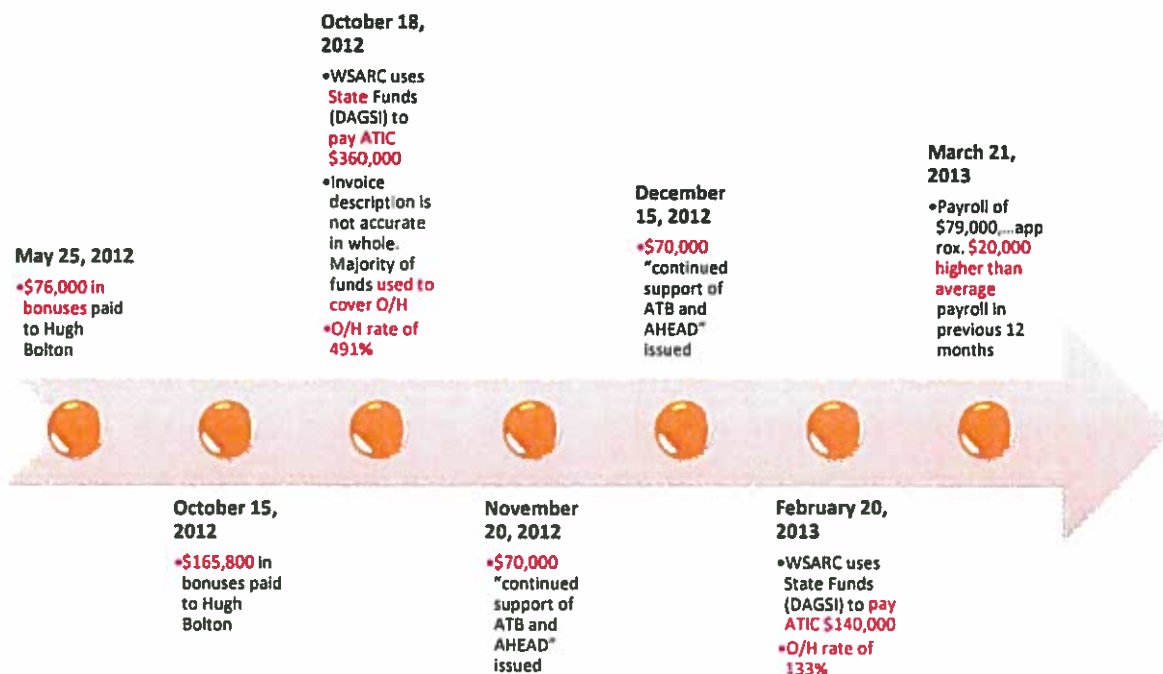 May 25, 2012
•$76,000 in
bonuses paid
to Hugh
Bolton
October 15,
2012
•$165,800 in
bonuses paid
to Hugh
Bolton
October 18,
2012
•WSARC uses
State Funds
(DAGSI) to
pay ATIC
$360,000
•Invoice
description is
not accurate
in whole.
Majority of
funds used to
cover O/H
•O/H rate of
491%
November
20, 2012
•$70,000
"continued
support of
ATB and
AHEAD"
issued
December
15, 2012
•$70,000
"continued
support of
ATB and
AHEAD"
issued
February 20,
2013
•WSARC uses
State Funds
(DAGSI) to pay
ATIC $140,000
•O/H rate of
133%
March 21,
2013
•Payroll of
$79,000,...app
rox. $20,000
higher than
average
payroll in
previous 12
months